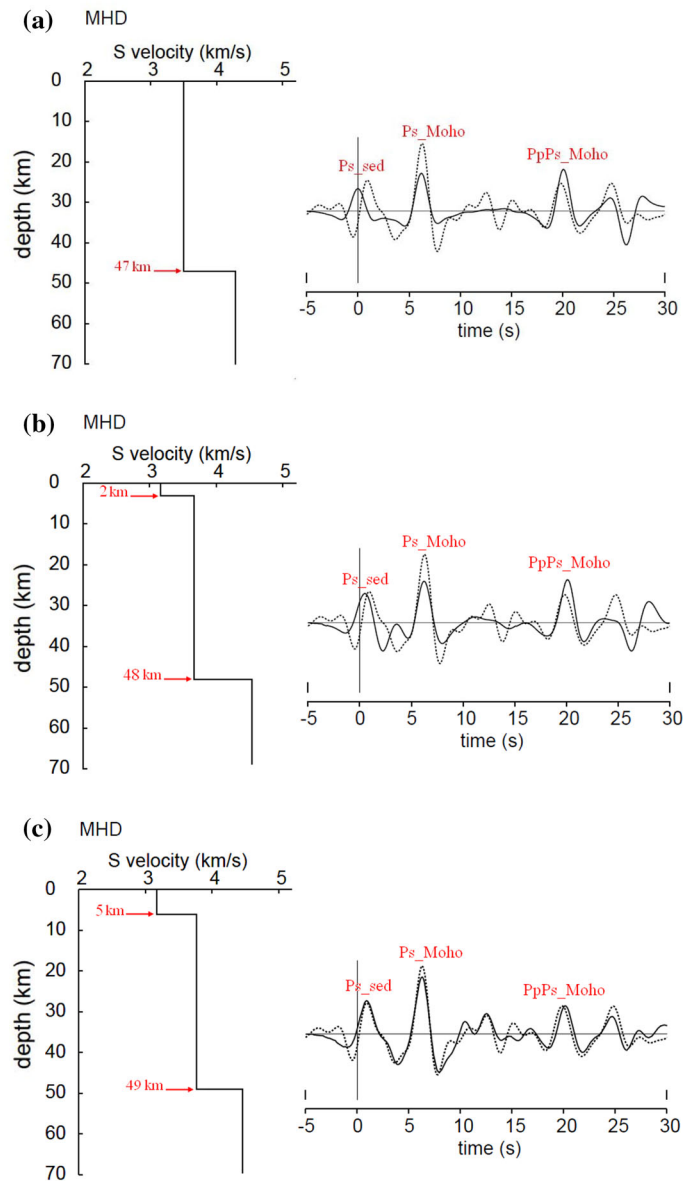 (a) MHD
S velocity (km/s)
2 3 4 5
0
10
20
30
40
50
60
70
depth (km)
47 km
Ps_sed
Ps_Moho
PpPs_Moho
-5 0 5 10 15 20 25 30
time (s)
(b) MHD
S velocity (km/s)
2 3 4 5
0
10
20
30
40
50
60
70
depth (km)
2 km
48 km
Ps_sed
Ps_Moho
PpPs_Moho
-5 0 5 10 15 20 25 30
time (s)
(c) MHD
S velocity (km/s)
2 3 4 5
0
10
20
30
40
50
60
70
depth (km)
5 km
49 km
Ps_sed
Ps_Moho
PpPs_Moho
-5 0 5 10 15 20 25 30
time (s)